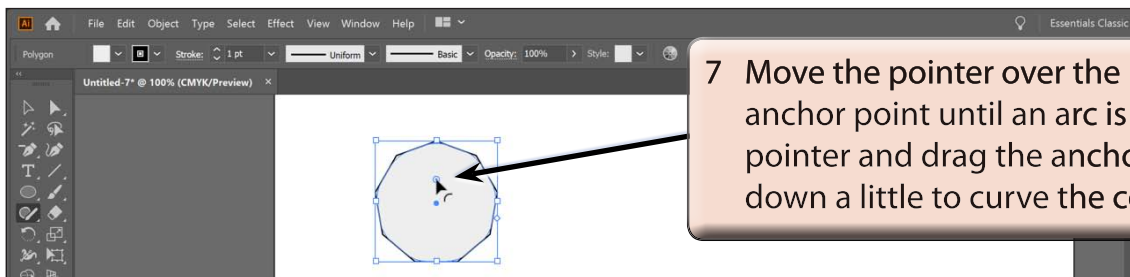 Ai File Edit Object Type Select Effect View Window Help Essentials Classic
Polygon Stroke: 1 pt Uniform Basic Opacity: 100% Style:
Untitled-7* @ 100% (CMYK/Preview) ×
7 Move the pointer over the
anchor point until an arc is
pointer and drag the ancho
down a little to curve the c